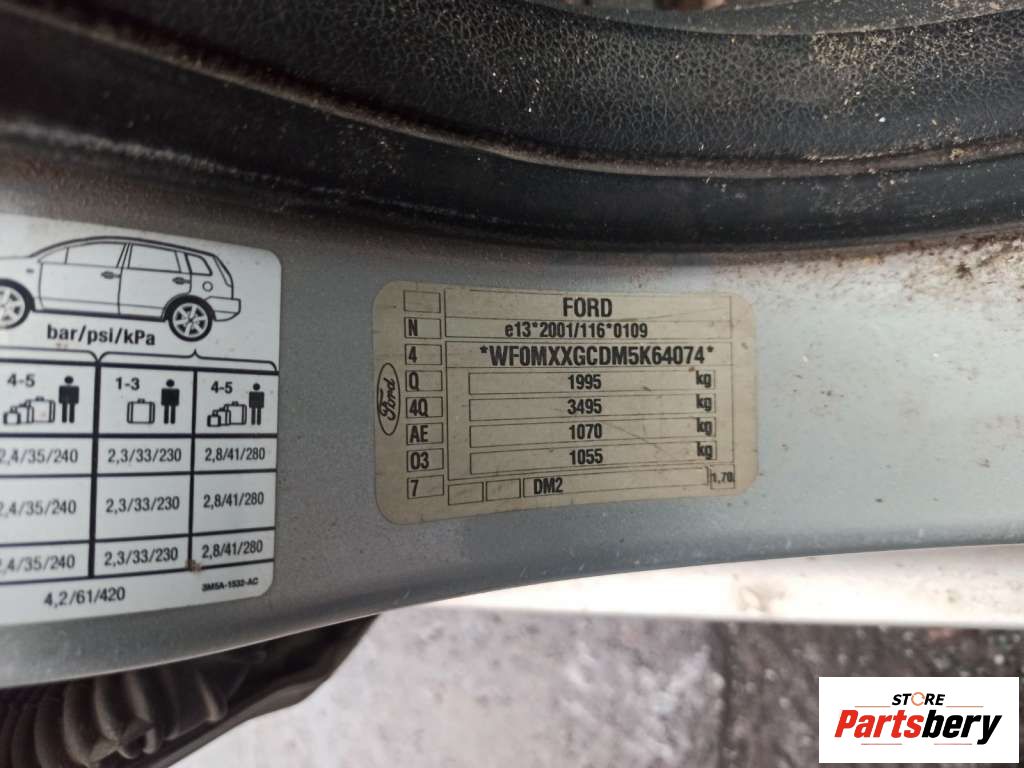 bar/psi/kPa
4-5 1-3 4-5
2,4/35/240 2,3/33/230 2,8/41/280
2,4/35/240 2,3/33/230 2,8/41/280
2,4/35/240 2,3/33/230 2,8/41/280
4,2/61/420 3M5A-1532-AC
Ford
FORD
N e13*2001/116*0109
4 *WF0MXXGCDM5K64074*
Q 1995 kg
4Q 3495 kg
AE 1070 kg
03 1055 kg
7 DM2 1.70
STORE
Partsbery